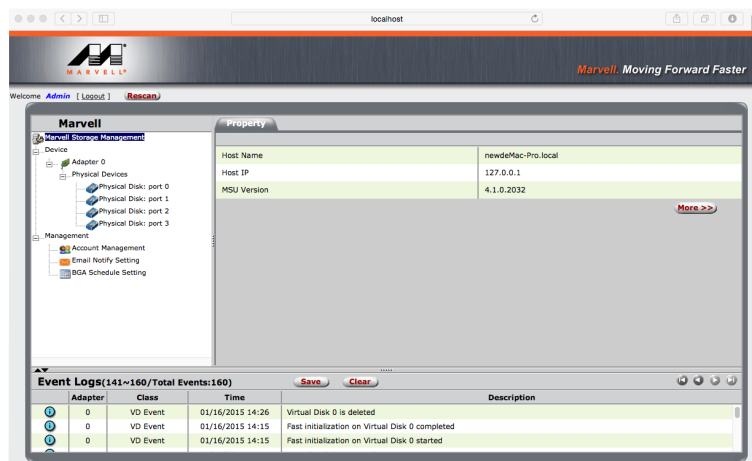 localhost
MARVELL®
Marvell. Moving Forward Faster
Welcome Admin [ Logout ] Rescan
Marvell
Property
Marvell Storage Management
Device
Adapter 0
Physical Devices
Physical Disk: port 0
Physical Disk: port 1
Physical Disk: port 2
Physical Disk: port 3
Management
Account Management
Email Notify Setting
BGA Schedule Setting
Host Name newdeMac-Pro.local
Host IP 127.0.0.1
MSU Version 4.1.0.2032
More >>
Event Logs(141~160/Total Events:160) Save Clear
Adapter Class Time Description
0 VD Event 01/16/2015 14:26 Virtual Disk 0 is deleted
0 VD Event 01/16/2015 14:15 Fast initialization on Virtual Disk 0 completed
0 VD Event 01/16/2015 14:15 Fast initialization on Virtual Disk 0 started